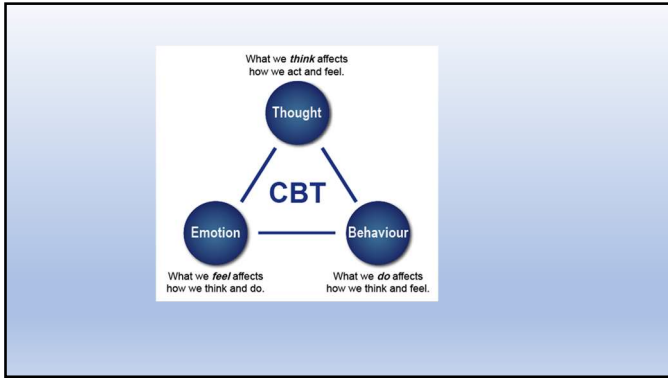 What we think affects
how we act and feel.
Thought
CBT
Emotion
Behaviour
What we feel affects
how we think and do.
What we do affects
how we think and feel.